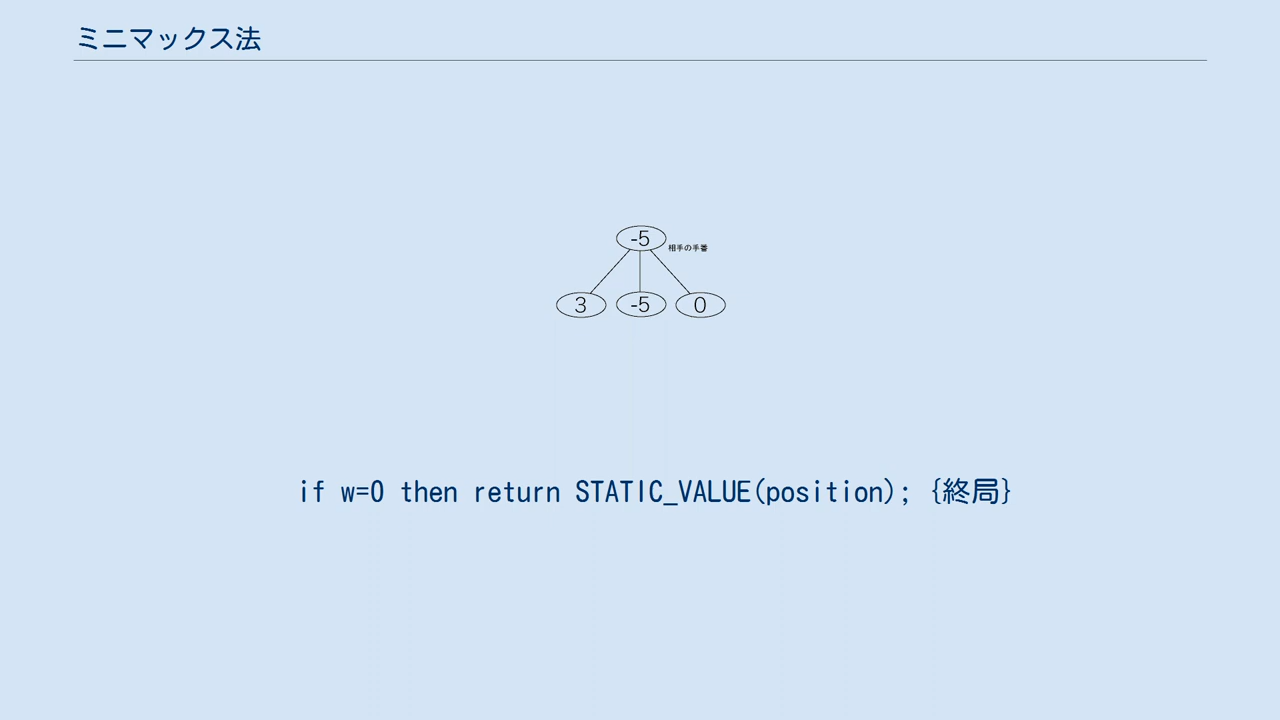 ミニマックス法
-5
相手の手番
3 -5 0
if w=0 then return STATIC_VALUE(position); {終局}